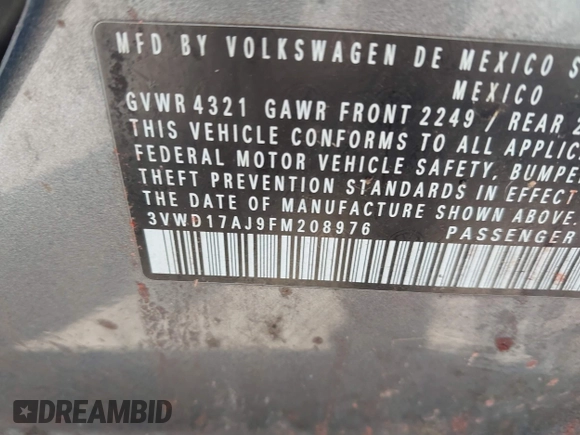 MFD BY VOLKSWAGEN DE MEXICO S
MEXICO
GVWR 4321 GAWR FRONT 2249 / REAR
THIS VEHICLE CONFORMS TO ALL APPLIC
FEDERAL MOTOR VEHICLE SAFETY, BUMPE
THEFT PREVENTION STANDARDS IN EFFECT
THE DATE OF MANUFACTURE SHOWN ABOVE.
3VWD17AJ9FM208976 PASSENGER
DREAMBID